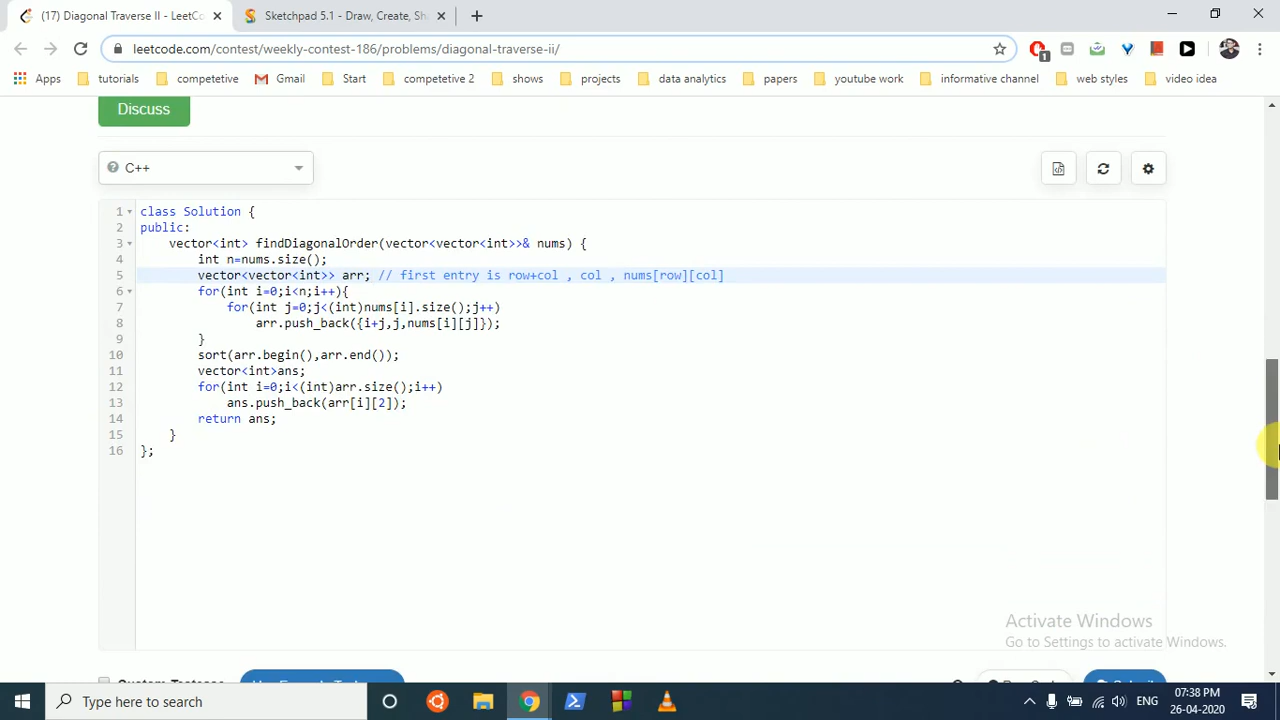 (17) Diagonal Traverse II - LeetCo
Sketchpad 5.1 - Draw, Create, Sh
leetcode.com/contest/weekly-contest-186/problems/diagonal-traverse-ii/
1
Apps
tutorials
competetive
Gmail
Start
competetive 2
shows
projects
data analytics
papers
youtube work
informative channel
web styles
video idea
Discuss
C++
1 class Solution {
2 public:
3 vector<int> findDiagonalOrder(vector<vector<int>>& nums) {
4 int n=nums.size();
5 vector<vector<int>> arr; // first entry is row+col , col , nums[row][col]
6 for(int i=0;i<n;i++){
7 for(int j=0;j<(int)nums[i].size();j++)
8 arr.push_back({i+j,j,nums[i][j]});
9 }
10 sort(arr.begin(),arr.end());
11 vector<int>ans;
12 for(int i=0;i<(int)arr.size();i++)
13 ans.push_back(arr[i][2]);
14 return ans;
15 }
16 };
Activate Windows
Go to Settings to activate Windows.
Type here to search
ENG
07:38 PM
26-04-2020